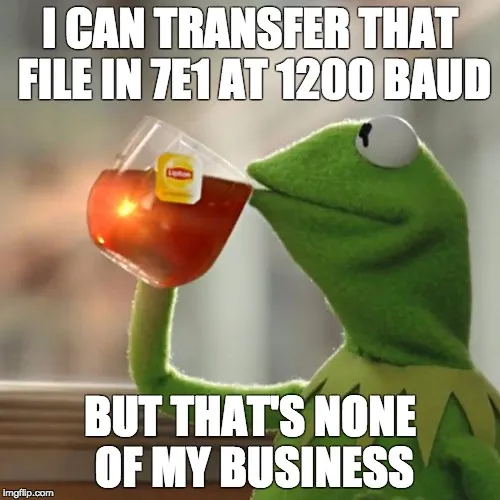 I CAN TRANSFER THAT
FILE IN 7E1 AT 1200 BAUD
Lipton
BUT THAT'S NONE
OF MY BUSINESS
imgflip.com